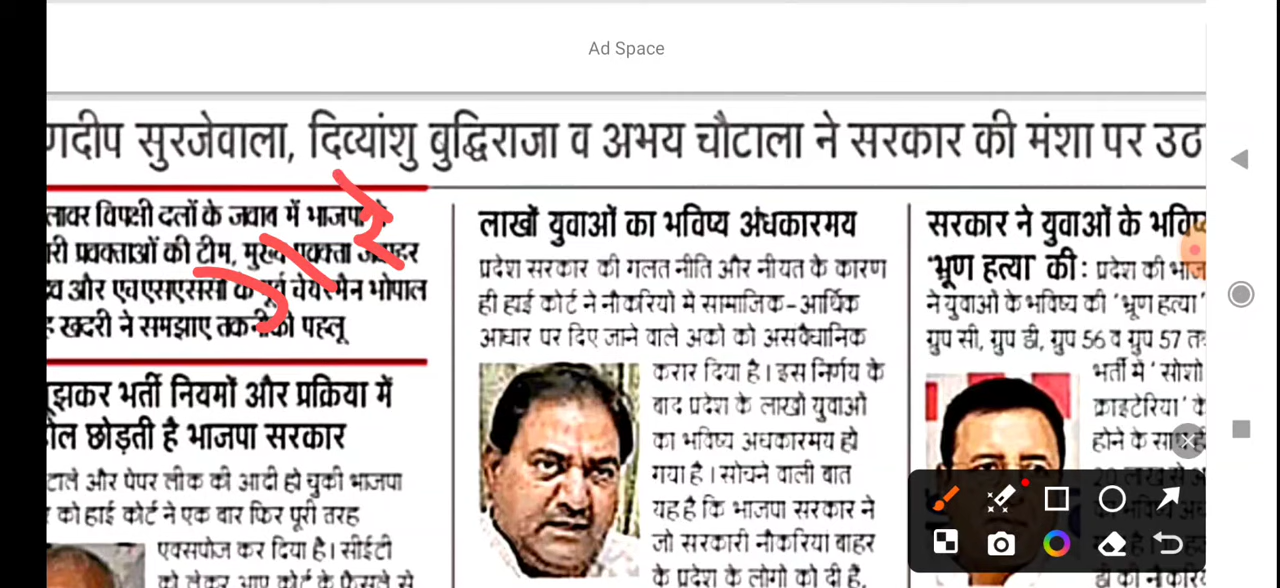 Ad Space
गदीप सुरजेवाला, दिव्यांशु बुद्धिराजा व अभय चौटाला ने सरकार की मंशा पर उठ
लावर विपक्षी दलों के जवाब में भाजपा
री प्रवक्ताओं की टीम, मुख्य प्रवक्ता
व और एचएसएससी के पूर्व चेयरमैन भोपाल
खदरी ने समझाए तकनीकी पहलू
झकर भर्ती नियमों और प्रक्रिया में
ल छोड़ती है भाजपा सरकार
टाले और पेपर लीक की आदी हो चुकी भाजपा
को हाई कोर्ट ने एक बार फिर पूरी तरह
एक्सपोज कर दिया है। सीईटी
को लेकर आए कोर्ट के फैसले से
लाखों युवाओं का भविष्य अंधकारमय
प्रदेश सरकार की गलत नीति और नीयत के कारण
ही हाई कोर्ट ने नौकरियों में सामाजिक-आर्थिक
आधार पर दिए जाने वाले अंकों को असंवैधानिक
करार दिया है। इस निर्णय के
बाद प्रदेश के लाखों युवाओं
का भविष्य अंधकारमय हो
गया है। सोचने वाली बात
यह है कि भाजपा सरकार ने
जो सरकारी नौकरियां बाहर
के प्रदेश के लोगों को दी हैं,
सरकार ने युवाओं के भवि
'भ्रूण हत्या' की: प्रदेश की भाज
ने युवाओं के भविष्य की 'भ्रूण हत्या'
ग्रुप सी, ग्रुप डी, ग्रुप 56 व ग्रुप 57 त
भर्ती में 'सोशो
क्राइटेरिया' के
होने के सा